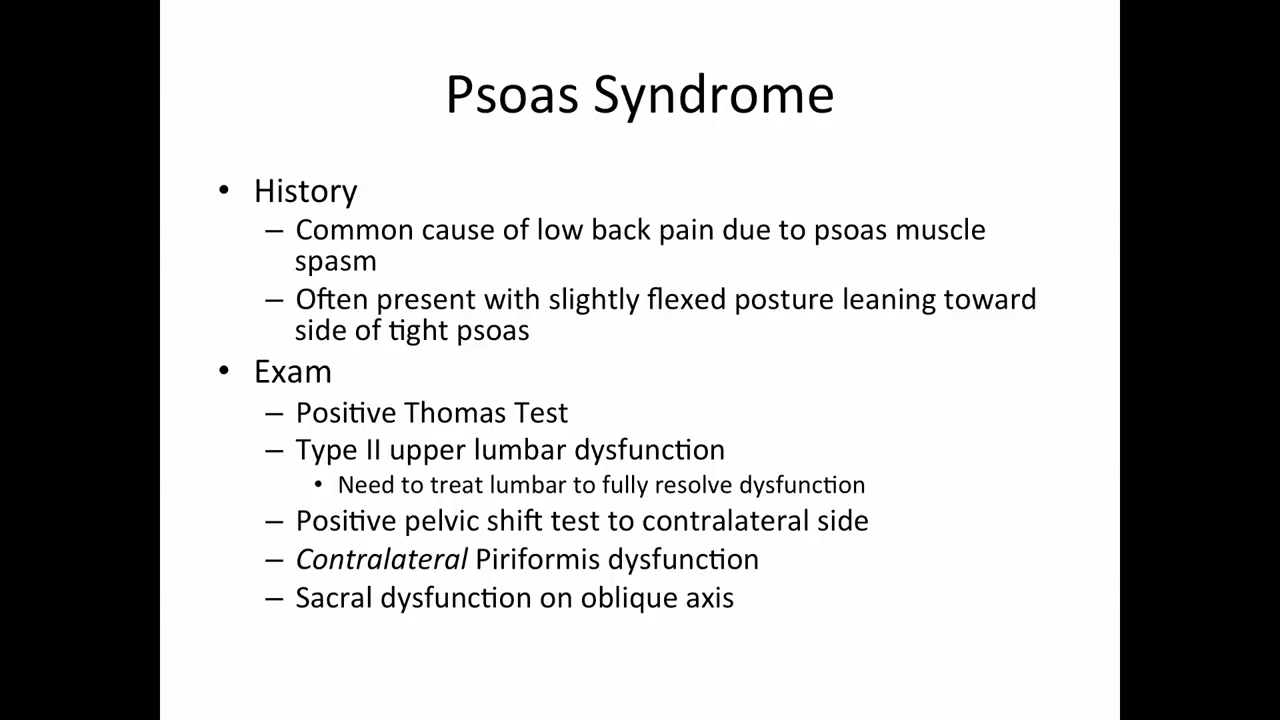 Psoas Syndrome
• History
– Common cause of low back pain due to psoas muscle
spasm
– Often present with slightly flexed posture leaning toward
side of tight psoas
• Exam
– Positive Thomas Test
– Type II upper lumbar dysfunction
• Need to treat lumbar to fully resolve dysfunction
– Positive pelvic shift test to contralateral side
– Contralateral Piriformis dysfunction
– Sacral dysfunction on oblique axis